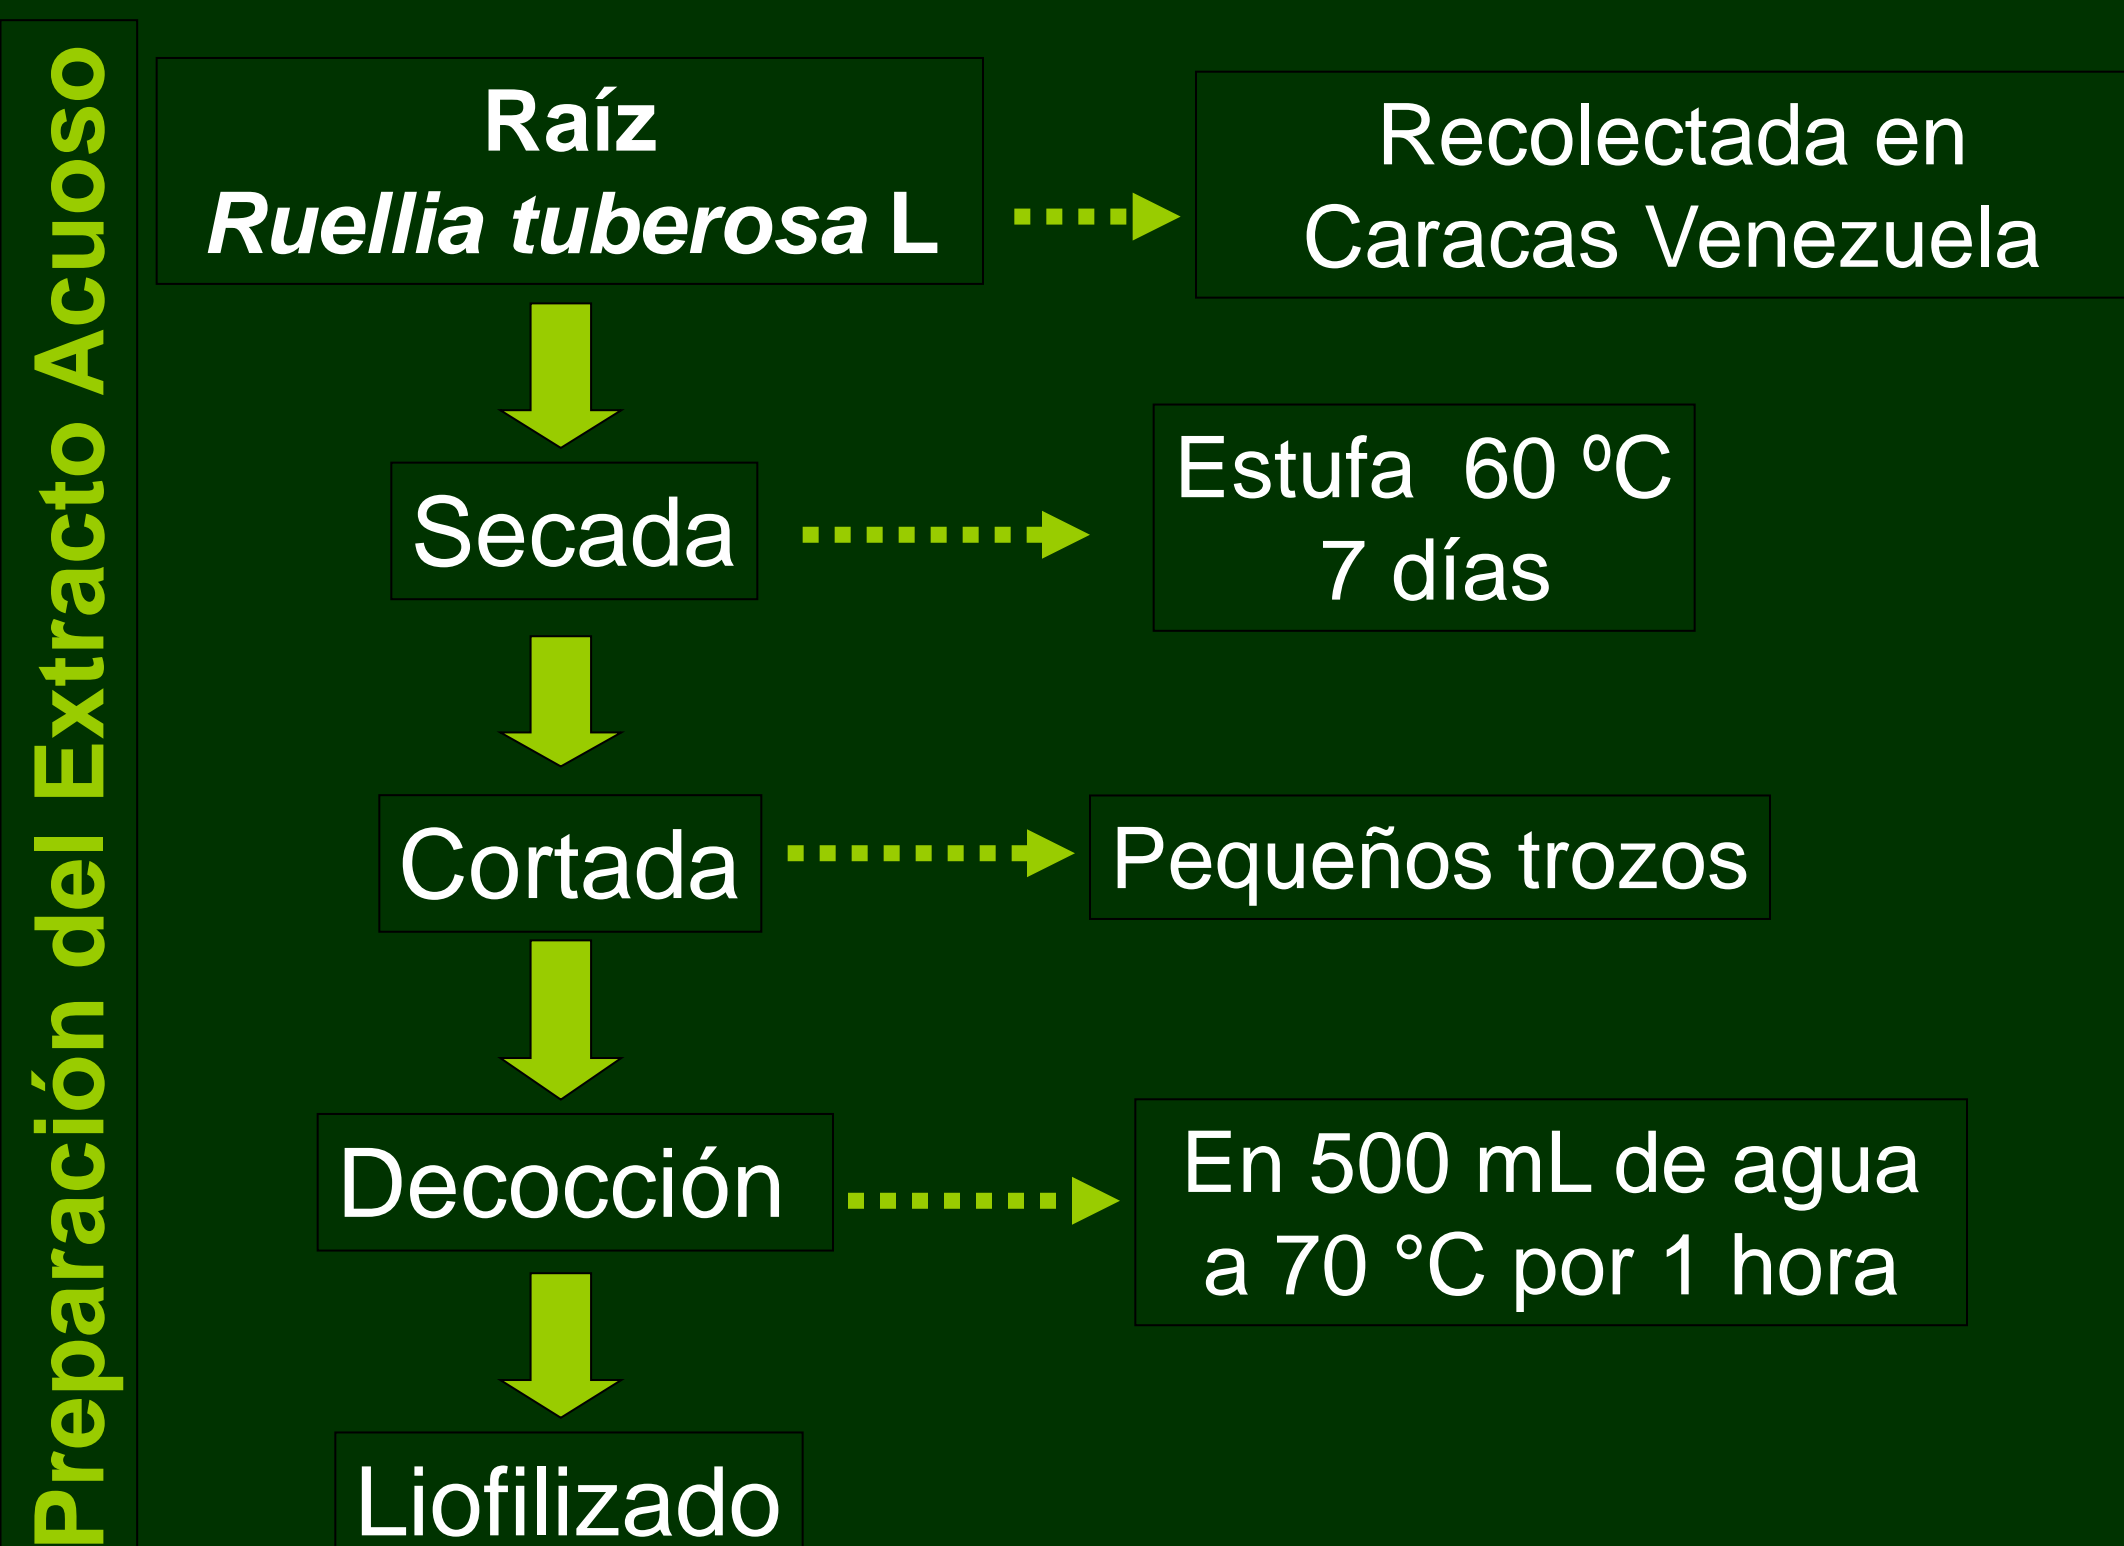 Preparación del Extracto Acuoso
Raíz
Ruellia tuberosa L
Recolectada en
Caracas Venezuela
Secada
Estufa  60 ºC
7 días
Cortada
Pequeños trozos
Decocción
En 500 mL de agua
a 70 °C por 1 hora
Liofilizado